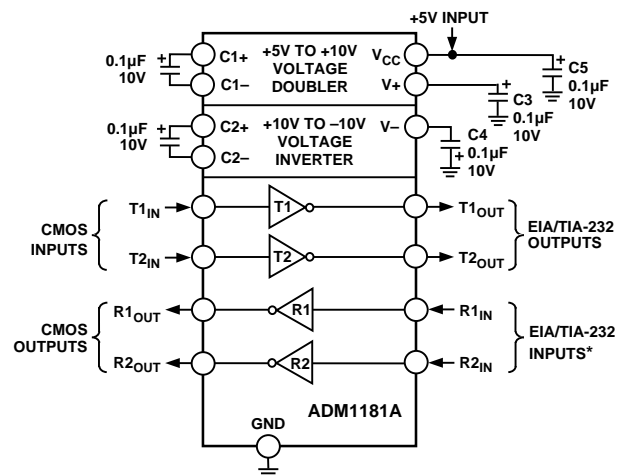 +5V INPUT
0.1µF
10V
+
C1+
C1–
+5V TO +10V
VOLTAGE
DOUBLER
VCC
V+
+
C5
0.1µF
10V
+
C3
0.1µF
10V
0.1µF
10V
+
C2+
C2–
+10V TO –10V
VOLTAGE
INVERTER
V–
+
C4
0.1µF
10V
CMOS
INPUTS
T1IN
T2IN
T1
T2
T1OUT
T2OUT
EIA/TIA-232
OUTPUTS
CMOS
OUTPUTS
R1OUT
R2OUT
R1
R2
R1IN
R2IN
EIA/TIA-232
INPUTS*
GND
ADM1181A